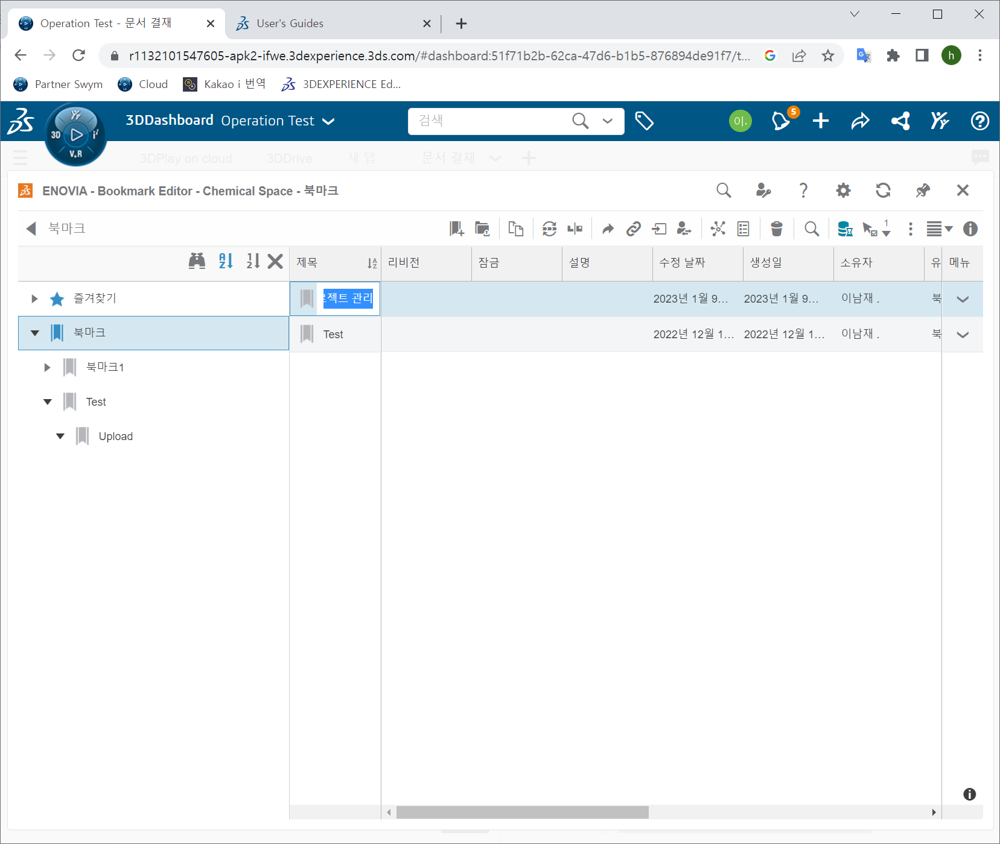 Operation Test - 문서 결재
User's Guides
r1132101547605-apk2-ifwe.3dexperience.3ds.com/#dashboard:51f71b2b-62ca-47d6-b1b5-876894de91f7/t...
h
Partner Swym
Cloud
Kakao i 번역
3DEXPERIENCE Ed...
3D
V.R
3DDashboard Operation Test
검색
이.
5
3DPlay on cloud
3DDrive
새 탭
문서 결재
ENOVIA - Bookmark Editor - Chemical Space - 북마크
북마크
1
제목
리비전
잠금
설명
수정 날짜
생성일
소유자
유
메뉴
즐겨찾기
젝트 관리
2023년 1월 9...
2023년 1월 9...
이남재 .
북
북마크
Test
2022년 12월 1...
2022년 12월 1...
이남재 .
북
북마크1
Test
Upload